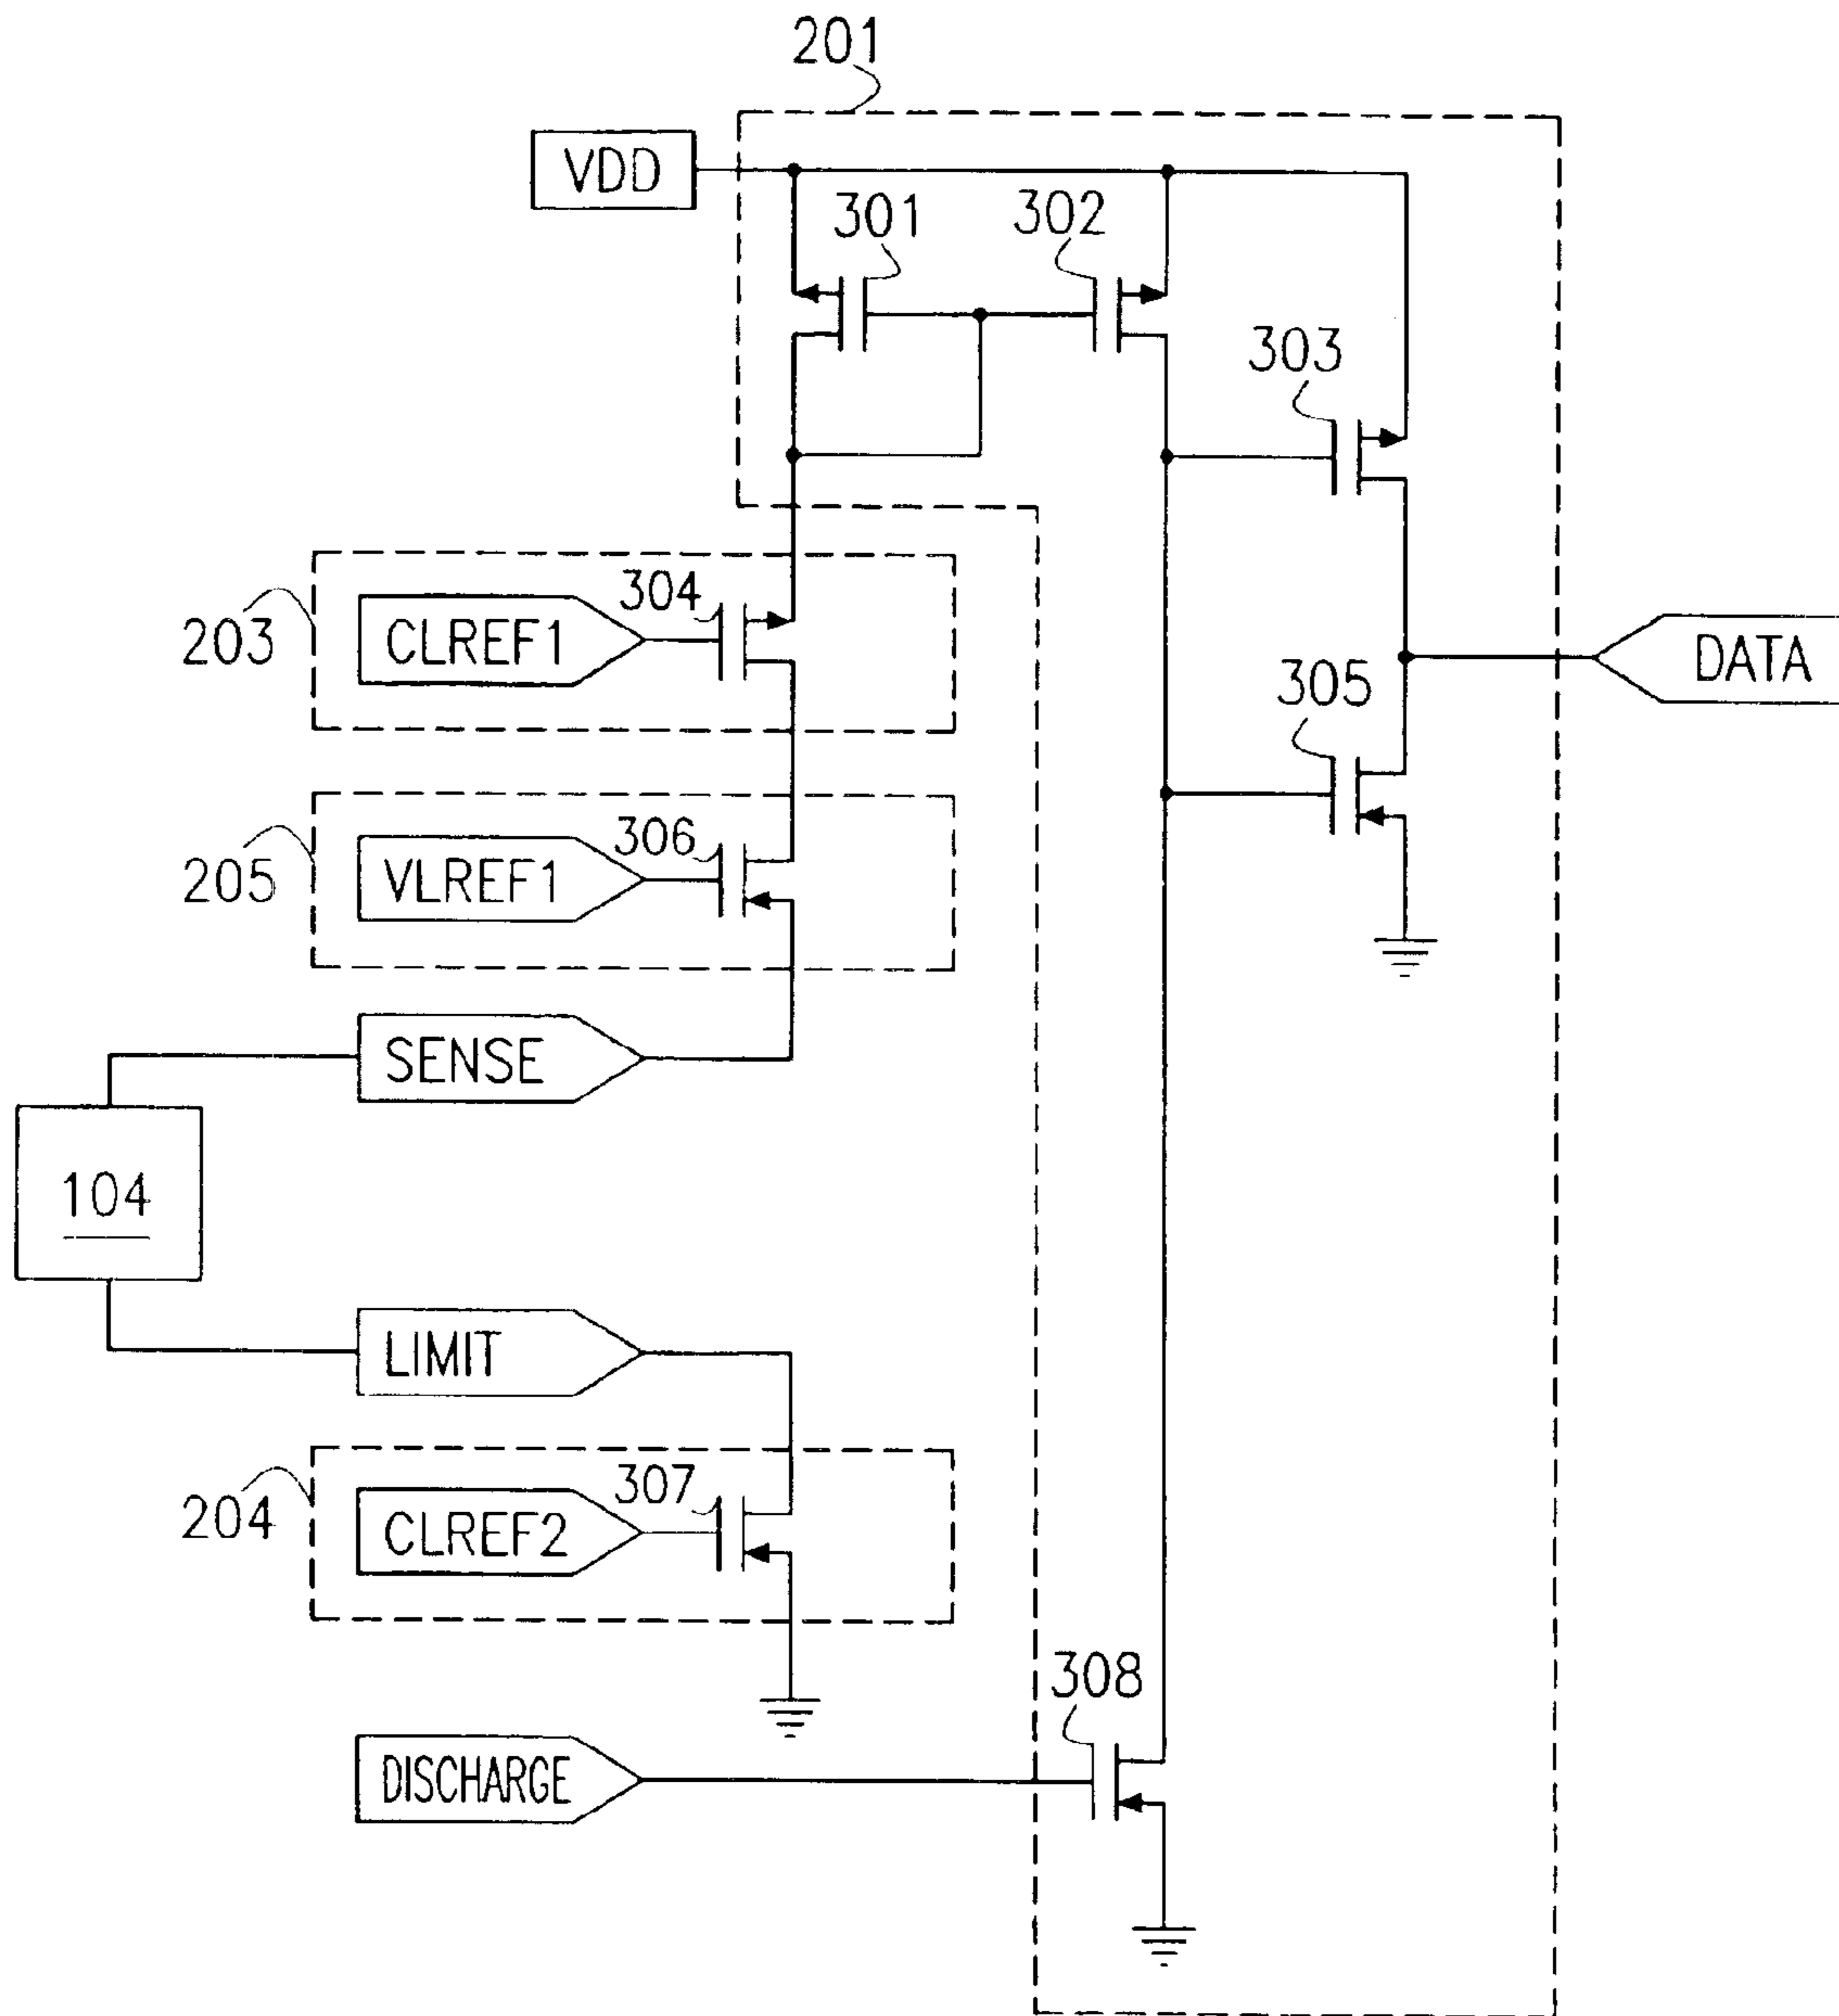 201
VDD
301
302
303
304
203
CLREF1
305
DATA
306
205
VLREF1
SENSE
104
LIMIT
307
204
CLREF2
308
DISCHARGE